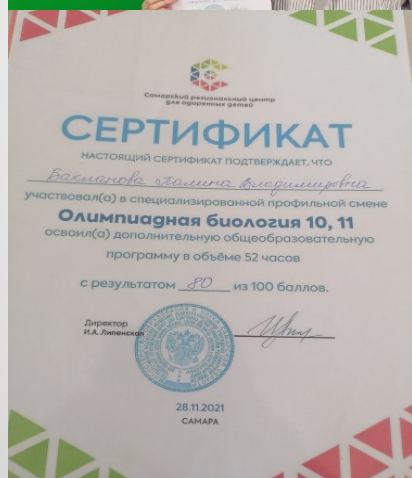 Самарский региональный центр
для одаренных детей
СЕРТИФИКАТ
НАСТОЯЩИЙ СЕРТИФИКАТ ПОДТВЕРЖДАЕТ, ЧТО
Бакланова Полина Владимировна
участвовал(а) в специализированной профильной смене
Олимпиадная биология 10, 11
освоил(а) дополнительную общеобразовательную
программу в объёме 52 часов
с результатом 80 из 100 баллов.
Директор
И.А. Липенская
28.11.2021
САМАРА